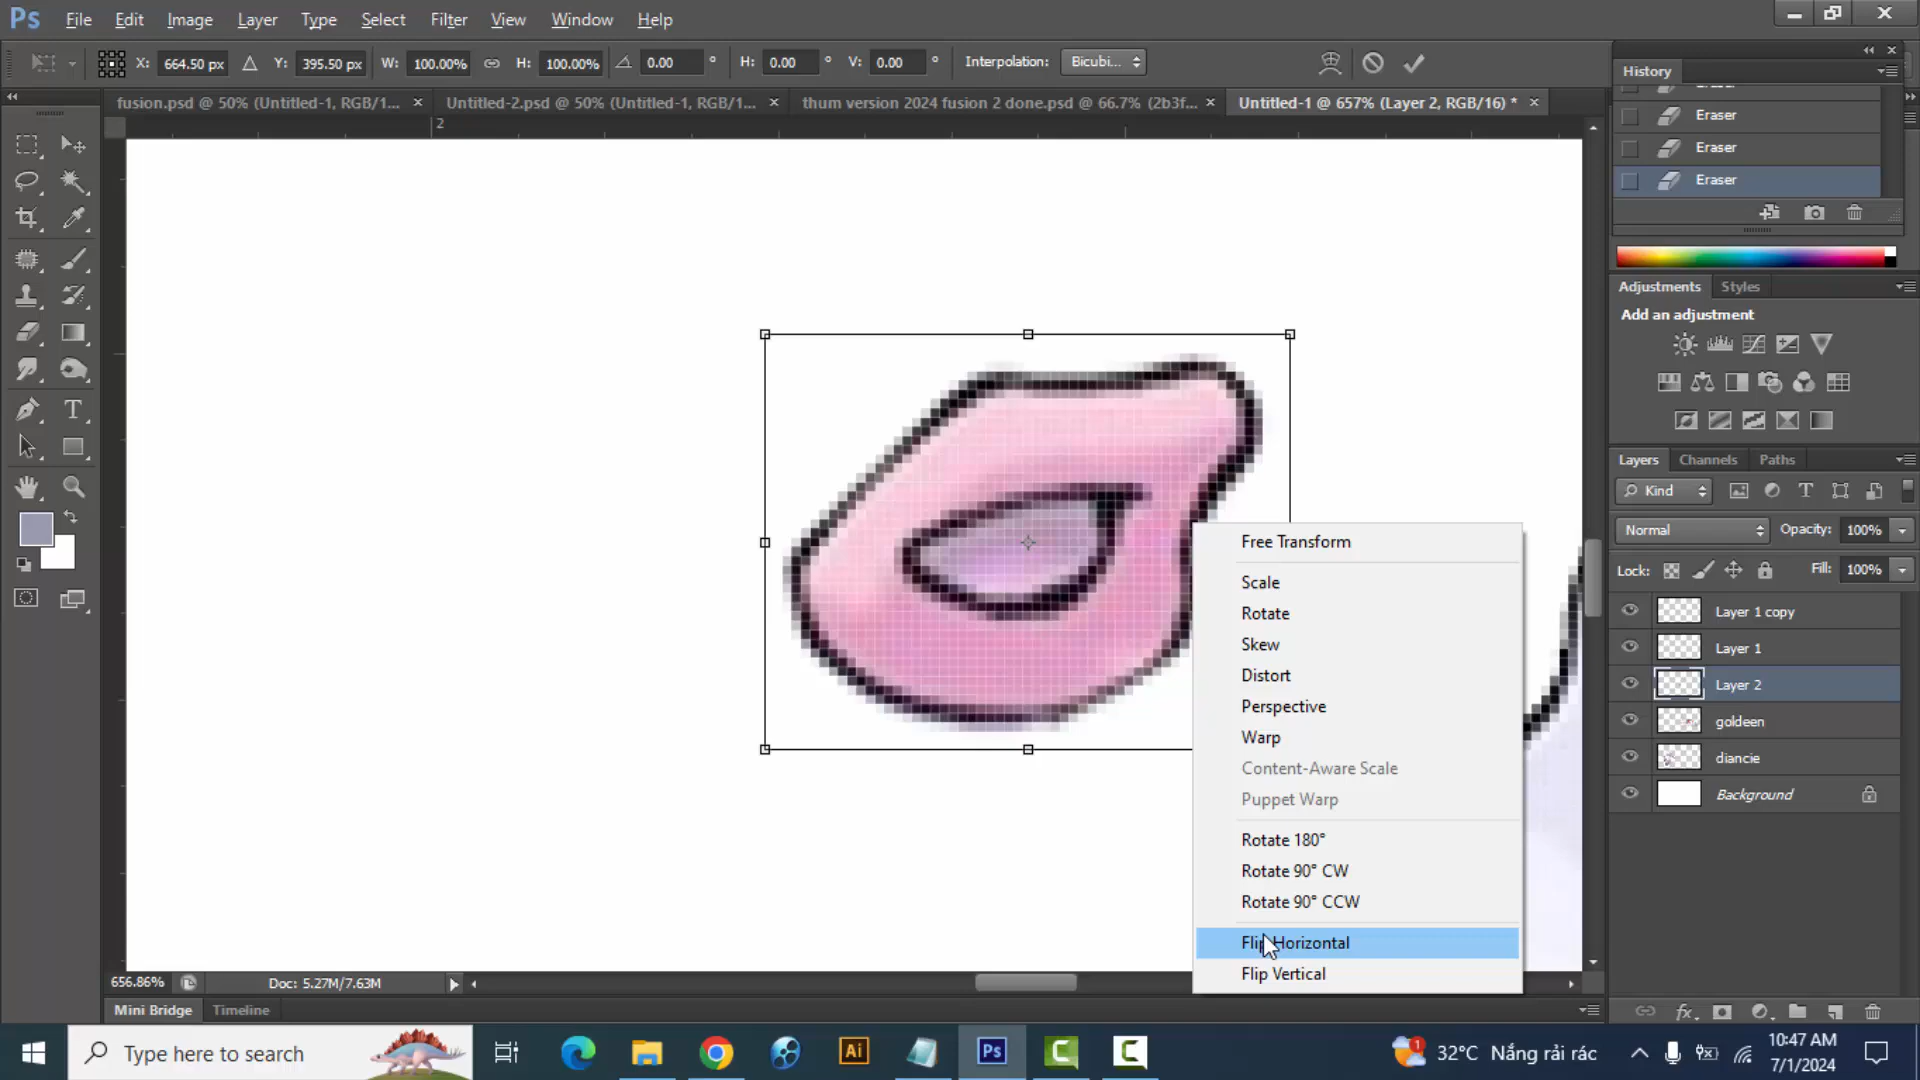 Ps File Edit Image Layer Type Select Filter View Window Help
X: 664.50 px Y: 395.50 px W: 100.00% H: 100.00% 0.00 ° H: 0.00 ° V: 0.00 ° Interpolation: Bicubi...
fusion.psd @ 50% (Untitled-1, RGB/1... × Untitled-2.psd @ 50% (Untitled-1, RGB/1... × thum version 2024 fusion 2 done.psd @ 66.7% (2b3f... × Untitled-1 @ 657% (Layer 2, RGB/16) * ×
2
History
Eraser
Eraser
Eraser
Adjustments Styles
Add an adjustment
Layers Channels Paths
Kind
Normal Opacity: 100%
Lock: Fill: 100%
Layer 1 copy
Layer 1
Layer 2
goldeen
diancie
Background
Free Transform
Scale
Rotate
Skew
Distort
Perspective
Warp
Content-Aware Scale
Puppet Warp
Rotate 180°
Rotate 90° CW
Rotate 90° CCW
Flip Horizontal
Flip Vertical
656.86% Doc: 5.27M/7.63M
Mini Bridge Timeline
Type here to search
Ai
Ps
1
32°C Nắng rải rác
10:47 AM
7/1/2024